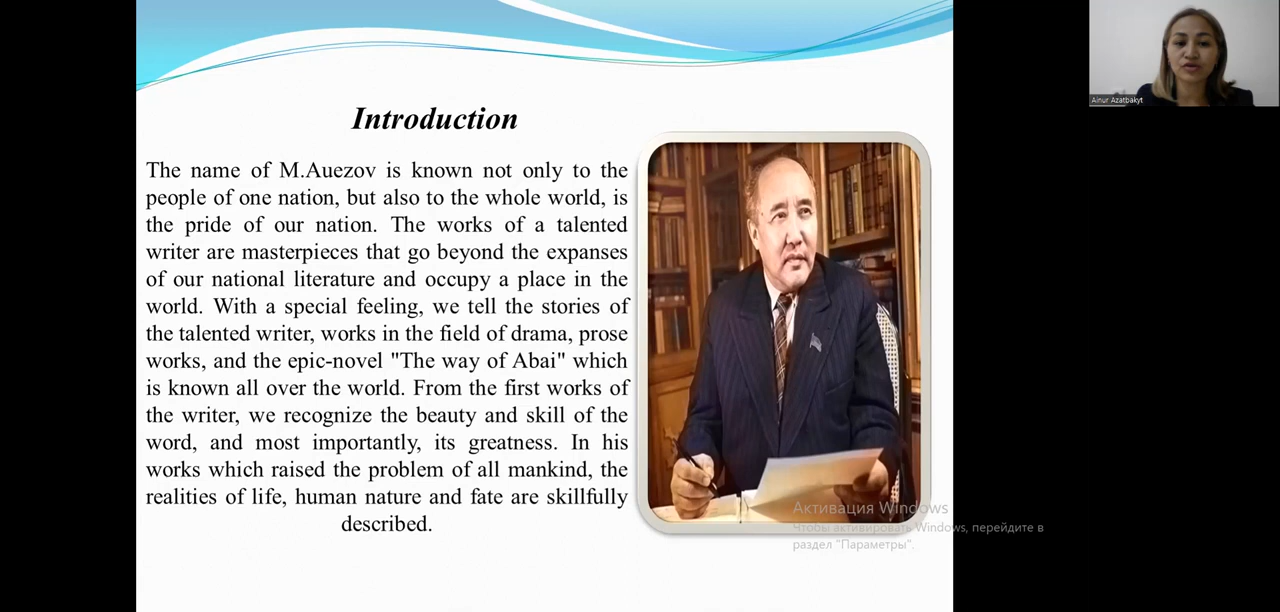 Introduction
The name of M.Auezov is known not only to the
people of one nation, but also to the whole world, is
the pride of our nation. The works of a talented
writer are masterpieces that go beyond the expanses
of our national literature and occupy a place in the
world. With a special feeling, we tell the stories of
the talented writer, works in the field of drama, prose
works, and the epic-novel "The way of Abai" which
is known all over the world. From the first works of
the writer, we recognize the beauty and skill of the
word, and most importantly, its greatness. In his
works which raised the problem of all mankind, the
realities of life, human nature and fate are skillfully
described.
Ainur Azatbakyt
Активация Windows
Чтобы активировать Windows, перейдите в
раздел "Параметры".